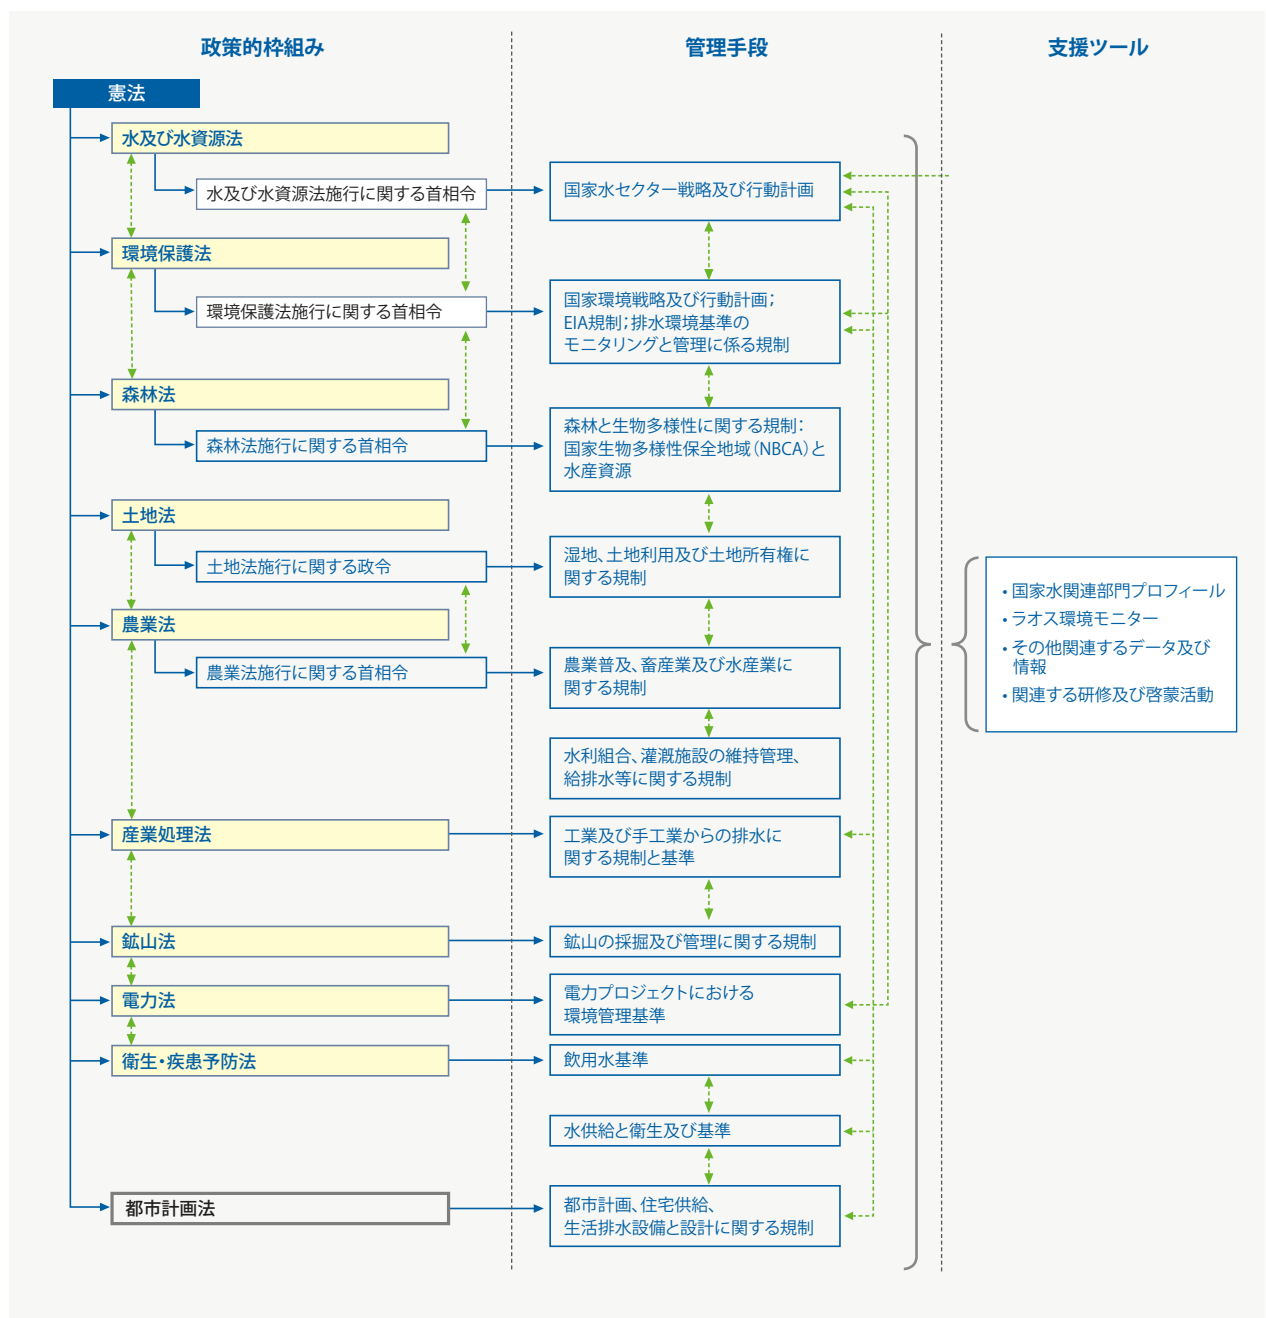 政策的枠組み
管理手段
支援ツール
憲法
水及び水資源法
水及び水資源法施行に関する首相令
国家水セクター戦略及び行動計画
環境保護法
環境保護法施行に関する首相令
国家環境戦略及び行動計画；
EIA規制；排水環境基準の
モニタリングと管理に係る規制
森林法
森林法施行に関する首相令
森林と生物多様性に関する規制：
国家生物多様性保全地域（NBCA）と
水産資源
土地法
土地法施行に関する政令
湿地、土地利用及び土地所有権に
関する規制
農業法
農業法施行に関する首相令
農業普及、畜産業及び水産業に
関する規制
水利組合、灌漑施設の維持管理、
給排水等に関する規制
産業処理法
工業及び手工業からの排水に
関する規制と基準
鉱山法
鉱山の採掘及び管理に関する規制
電力法
電力プロジェクトにおける
環境管理基準
衛生・疾患予防法
飲用水基準
水供給と衛生及び基準
都市計画法
都市計画、住宅供給、
生活排水設備と設計に関する規制
・国家水関連部門プロフィール
・ラオス環境モニター
・その他関連するデータ及び
情報
・関連する研修及び啓蒙活動